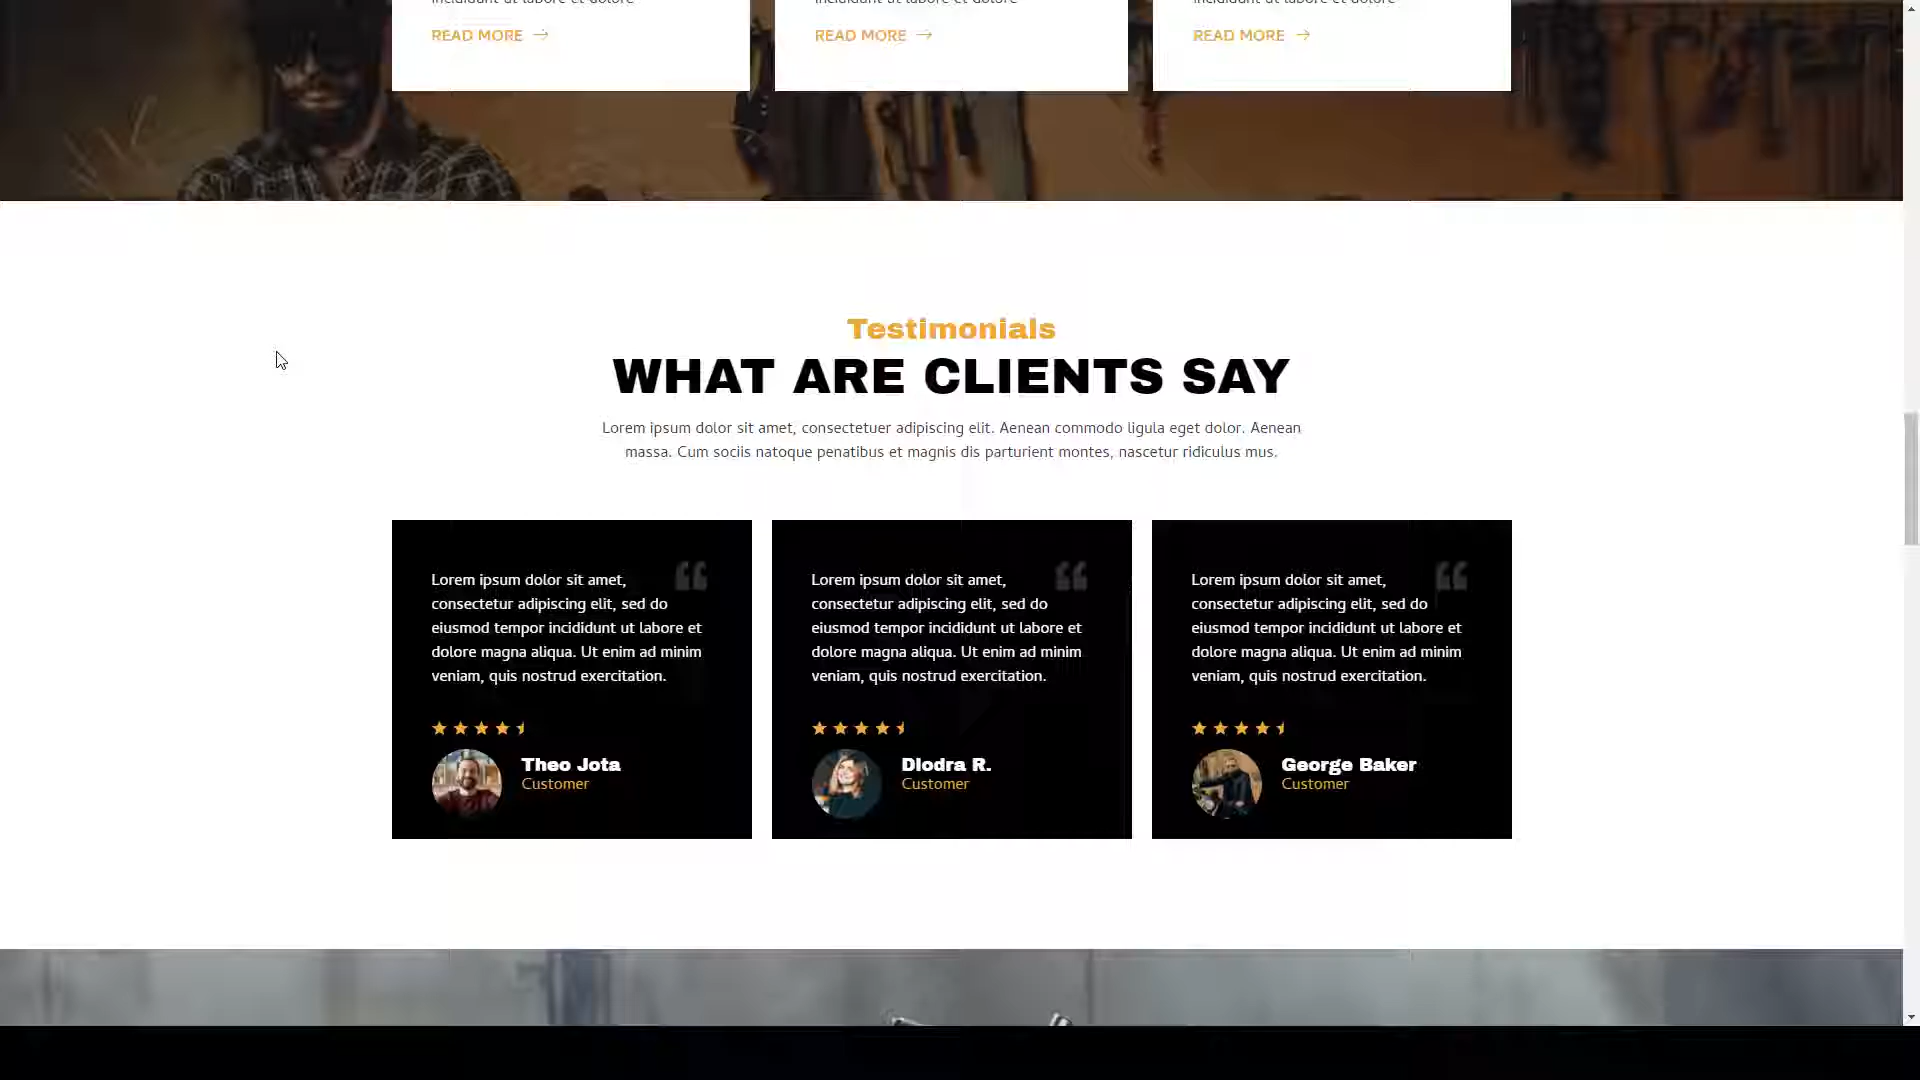 READ MORE
READ MORE
READ MORE
Testimonials
WHAT ARE CLIENTS SAY
Lorem ipsum dolor sit amet, consectetuer adipiscing elit. Aenean commodo ligula eget dolor. Aenean
massa. Cum sociis natoque penatibus et magnis dis parturient montes, nascetur ridiculus mus.
Lorem ipsum dolor sit amet,
consectetur adipiscing elit, sed do
eiusmod tempor incididunt ut labore et
dolore magna aliqua. Ut enim ad minim
veniam, quis nostrud exercitation.
Theo Jota
Customer
Lorem ipsum dolor sit amet,
consectetur adipiscing elit, sed do
eiusmod tempor incididunt ut labore et
dolore magna aliqua. Ut enim ad minim
veniam, quis nostrud exercitation.
Diodra R.
Customer
Lorem ipsum dolor sit amet,
consectetur adipiscing elit, sed do
eiusmod tempor incididunt ut labore et
dolore magna aliqua. Ut enim ad minim
veniam, quis nostrud exercitation.
George Baker
Customer